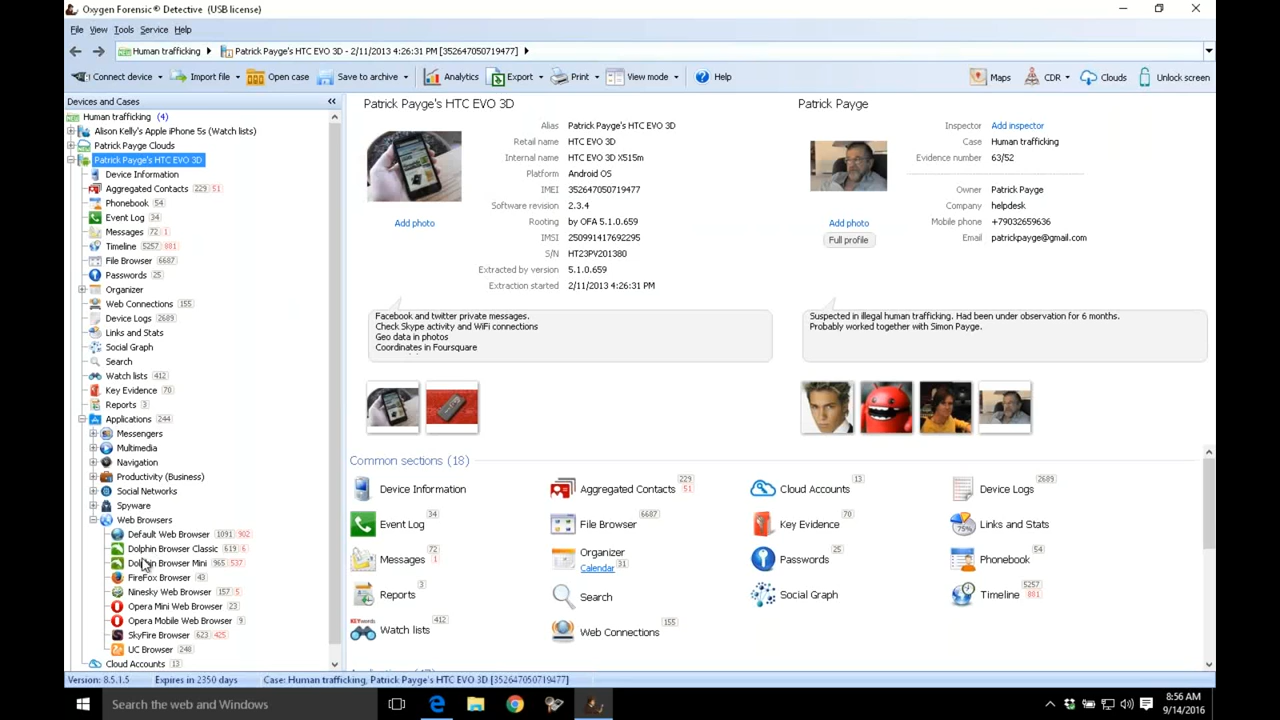 Oxygen Forensic® Detective (USB license)
File View Tools Service Help
Human trafficking Patrick Payge's HTC EVO 3D - 2/11/2013 4:26:31 PM [352647050719477]
Connect device Import file Open case Save to archive Analytics Export Print View mode Help Maps CDR Clouds Unlock screen
Devices and Cases
Human trafficking (4)
Alison Kelly's Apple iPhone 5s (Watch lists)
Patrick Payge Clouds
Patrick Payge's HTC EVO 3D
Device Information
Aggregated Contacts 229 51
Phonebook 54
Event Log 34
Messages 72 1
Timeline 5257 881
File Browser 6687
Passwords 25
Organizer
Web Connections 155
Device Logs 2689
Links and Stats
Social Graph
Search
Watch lists 412
Key Evidence 70
Reports 3
Applications 244
Messengers
Multimedia
Navigation
Productivity (Business)
Social Networks
Spyware
Web Browsers
Default Web Browser 1091 902
Dolphin Browser Classic 619 6
Dolphin Browser Mini 965 537
FireFox Browser 43
Ninesky Web Browser 157 5
Opera Mini Web Browser 23
Opera Mobile Web Browser 9
SkyFire Browser 623 425
UC Browser 248
Cloud Accounts 13
Patrick Payge's HTC EVO 3D
Add photo
Alias Patrick Payge's HTC EVO 3D
Retail name HTC EVO 3D
Internal name HTC EVO 3D X515m
Platform Android OS
IMEI 352647050719477
Software revision 2.3.4
Rooting by OFA 5.1.0.659
IMSI 250991417692295
S/N HT23PV201380
Extracted by version 5.1.0.659
Extraction started 2/11/2013 4:26:31 PM
Facebook and twitter private messages.
Check Skype activity and WiFi connections
Geo data in photos
Coordinates in Foursquare
Patrick Payge
Add photo
Full profile
Inspector Add inspector
Case Human trafficking
Evidence number 63/52
Owner Patrick Payge
Company helpdesk
Mobile phone +79032659636
Email patrickpayge@gmail.com
Suspected in illegal human trafficking. Had been under observation for 6 months.
Probably worked together with Simon Payge.
Common sections (18)
Device Information Aggregated Contacts 229 51 Cloud Accounts 13 Device Logs 2689
Event Log 34 File Browser 6687 Key Evidence 70 Links and Stats 75%
Messages 72 1 Organizer Calendar 31 Passwords 25 Phonebook 54
Reports 3 Search Social Graph Timeline 5257 881
KEYwords Watch lists 412 Web Connections 155
Version: 8.5.1.5 Expires in 2350 days Case: Human trafficking, Patrick Payge's HTC EVO 3D [352647050719477]
Search the web and Windows
8:56 AM
9/14/2016